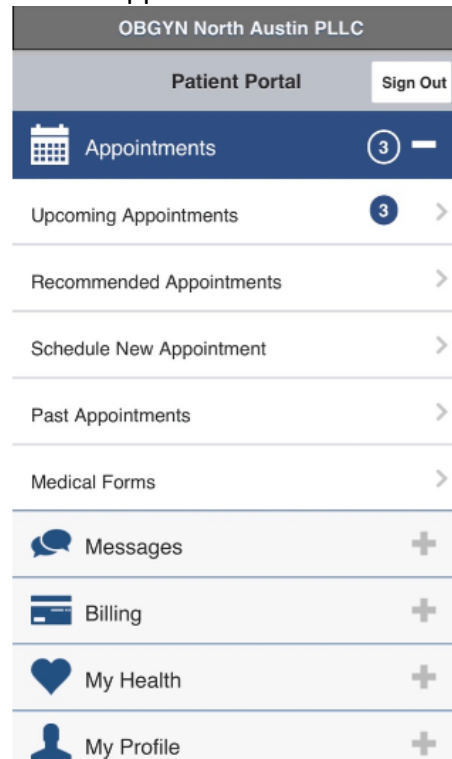 OBGYN North Austin PLLC
Patient Portal Sign Out
Appointments 3
Upcoming Appointments 3
Recommended Appointments
Schedule New Appointment
Past Appointments
Medical Forms
Messages
Billing
My Health
My Profile